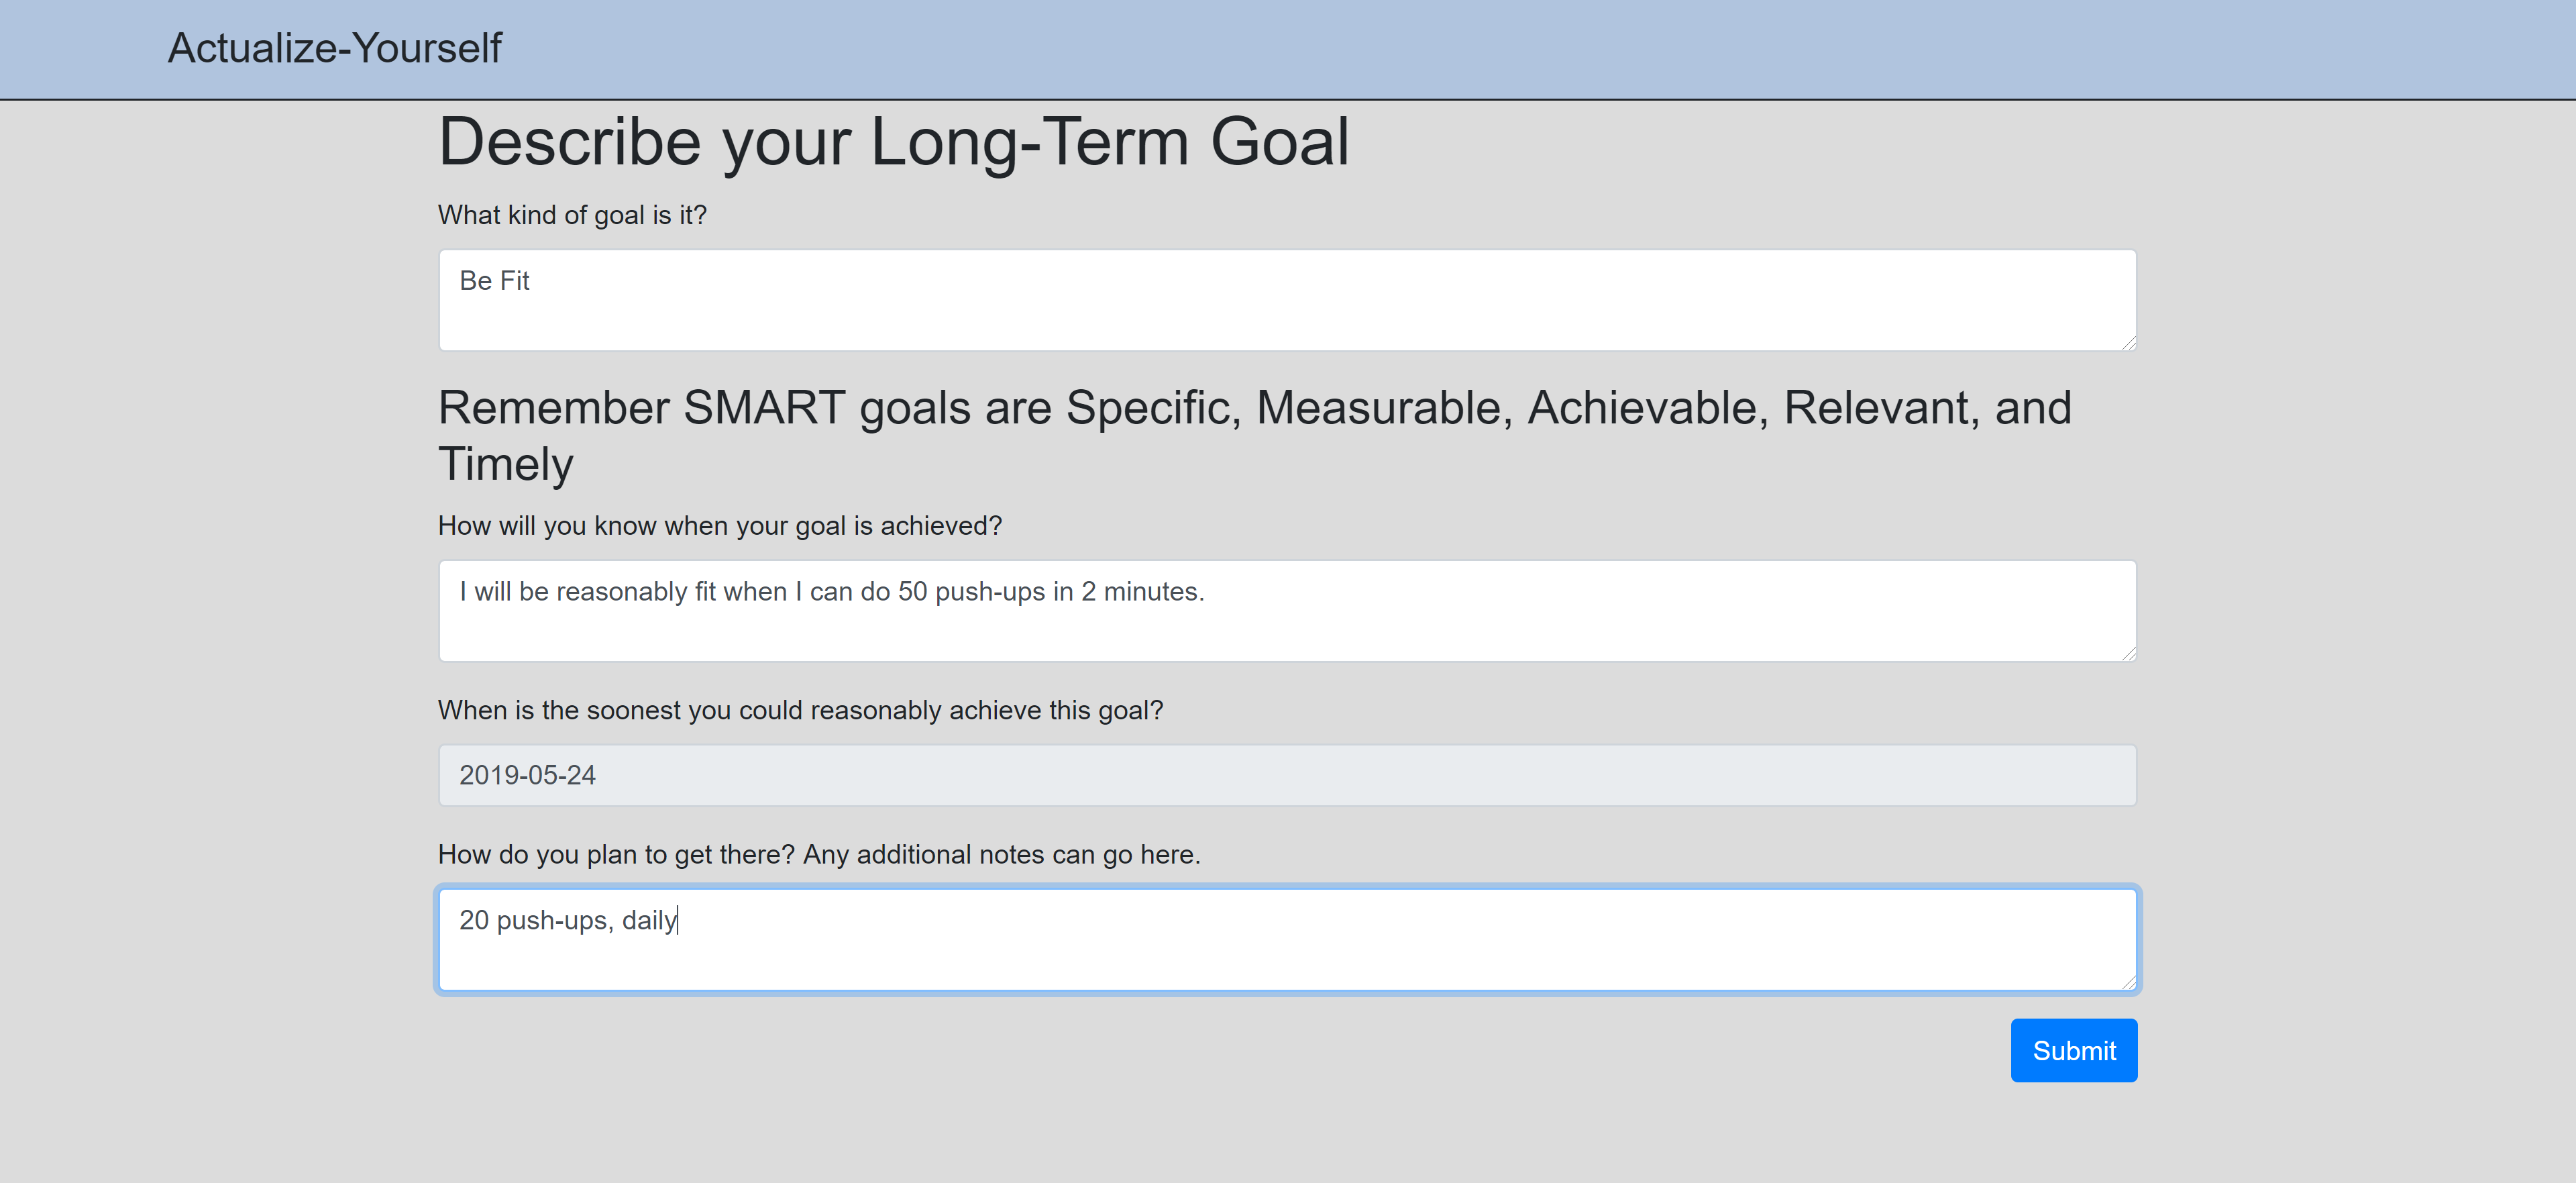 Actualize-Yourself
Describe your Long-Term Goal
What kind of goal is it?
Be Fit
Remember SMART goals are Specific, Measurable, Achievable, Relevant, and
Timely
How will you know when your goal is achieved?
I will be reasonably fit when I can do 50 push-ups in 2 minutes.
When is the soonest you could reasonably achieve this goal?
2019-05-24
How do you plan to get there? Any additional notes can go here.
20 push-ups, daily
Submit